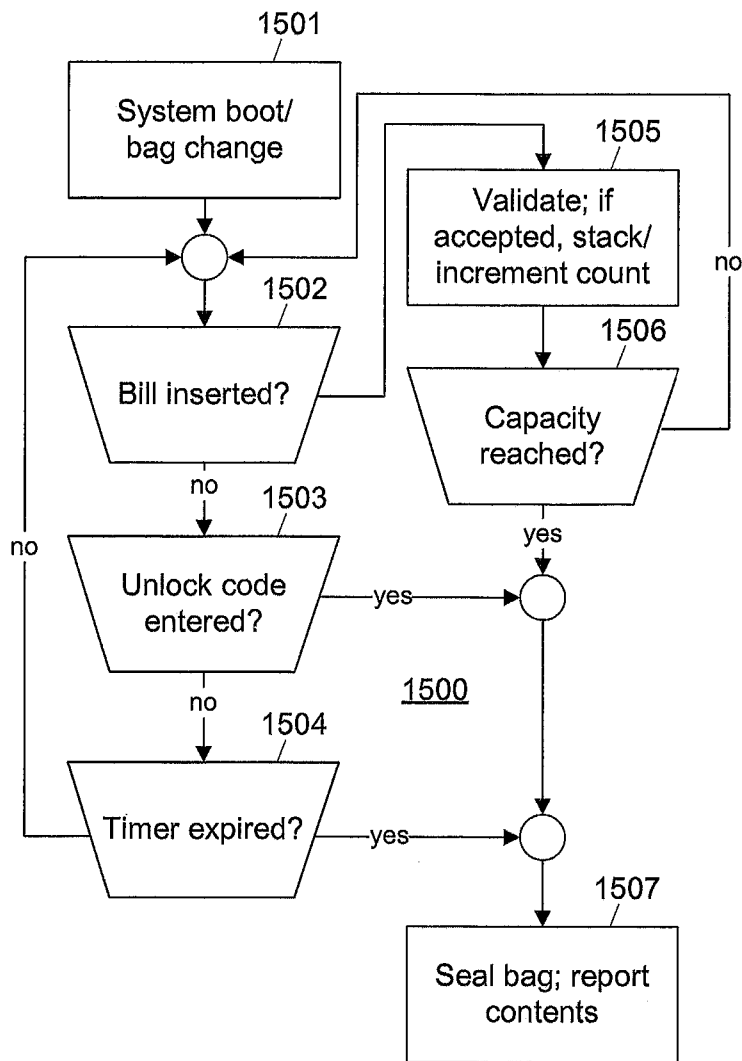 1501
System boot/
bag change
1502
Bill inserted?
no
1503
Unlock code
entered?
yes
no
1504
Timer expired?
yes
no
1500
1505
Validate; if
accepted, stack/
increment count
1506
Capacity
reached?
no
yes
1507
Seal bag; report
contents